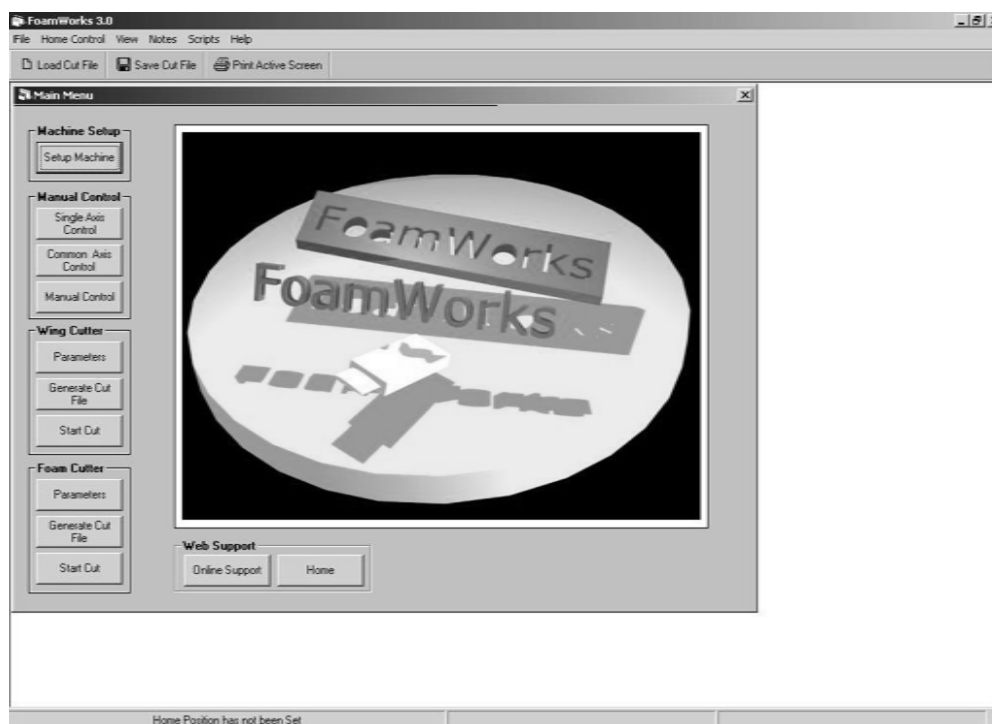 FoamWorks 3.0
File Home Control View Notes Scripts Help
Load Cut File Save Cut File Print Active Screen
Main Menu
Machine Setup
Setup Machine
Manual Control
Single Axis
Control
Common Axis
Control
Manual Control
Wing Cutter
Parameters
Generate Cut
File
Start Cut
Foam Cutter
Parameters
Generate Cut
File
Start Cut
FoamWorks
FoamWorks
Web Support
Online Support Home
Home Position has not been Set